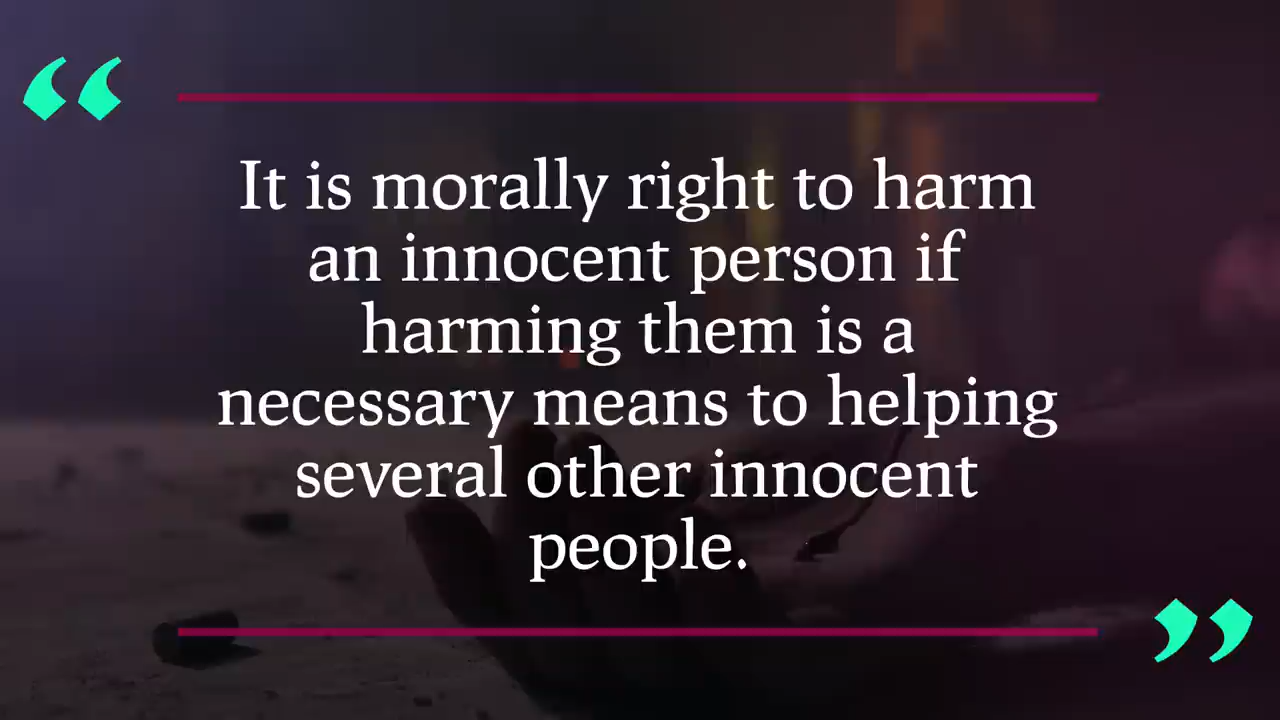 “
It is morally right to harm
an innocent person if
harming them is a
necessary means to helping
several other innocent
people.
”